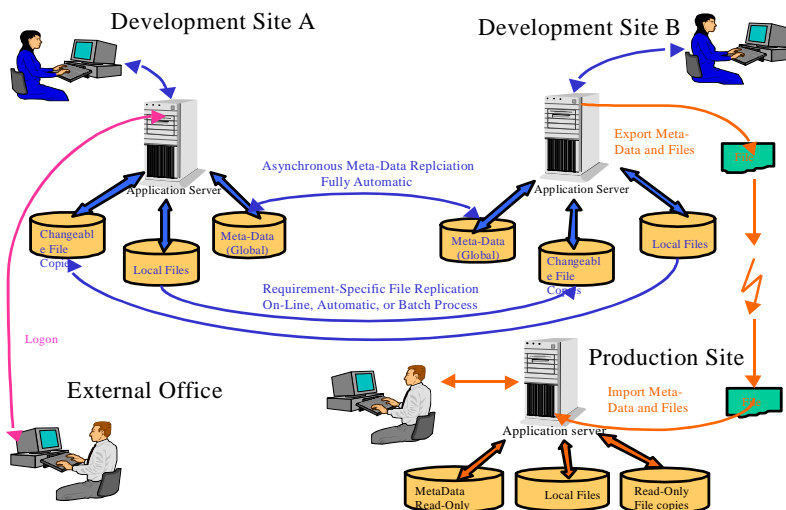 Development Site A
Development Site B
Export Meta-
Data and Files
File
Asynchronous Meta-Data Replciation
Fully Automatic
Application Server
Application Server
Changeabl
e File
Copies
Local Files
Meta-Data
(Global)
Meta-Data
(Global)
Changeable
File
Copies
Local Files
Requirement-Specific File Replication
On-Line, Automatic, or Batch Process
Logon
External Office
Production Site
Import Meta-
Data and Files
File
Application server
MetaData
Read-Only
Local Files
Read-Only
File copies